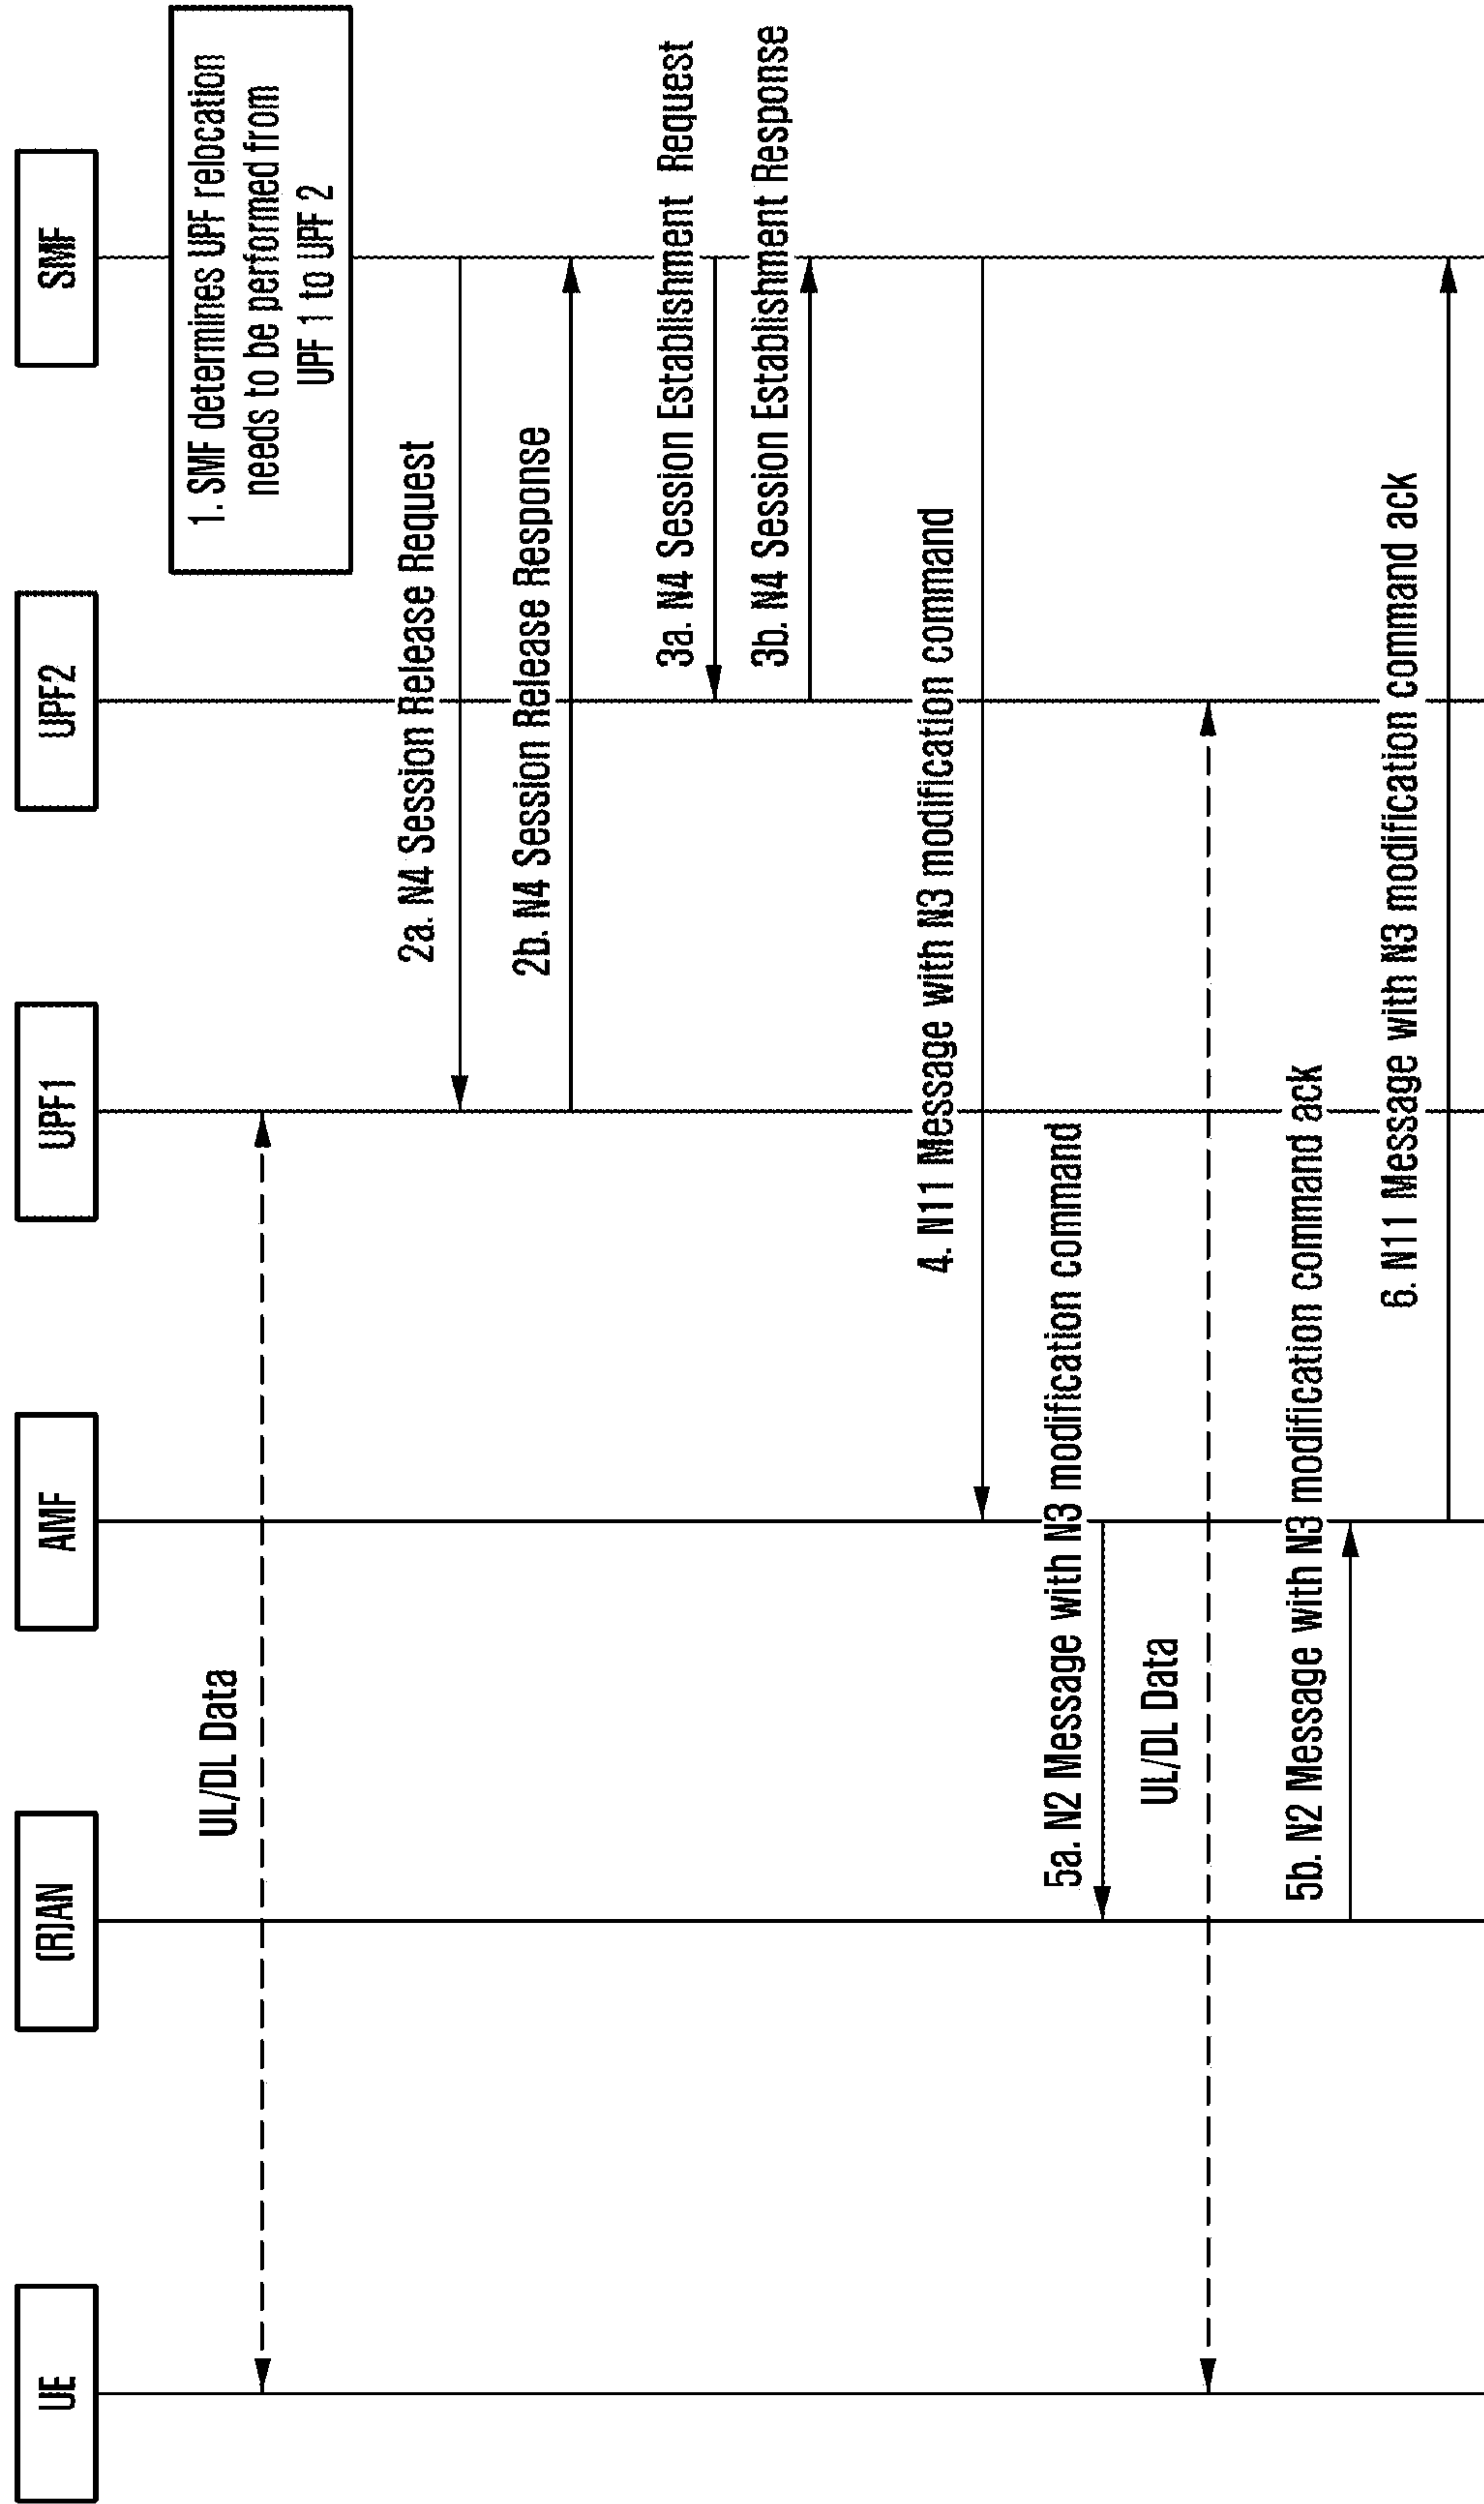 UE
(R)AN
AMF
UPF1
UPF2
SMF
1. SMF determines UPF relocation
needs to be performed from
UPF 1 to UPF 2
UL/DL Data
2a. N4 Session Release Request
2b. N4 Session Release Response
3a. N4 Session Establishment Request
3b. N4 Session Establishment Response
4. N11 Message with N3 modification command
5a. N2 Message with N3 modification command
UL/DL Data
5b. N2 Message with N3 modification command ack
6. N11 Message with N3 modification command ack